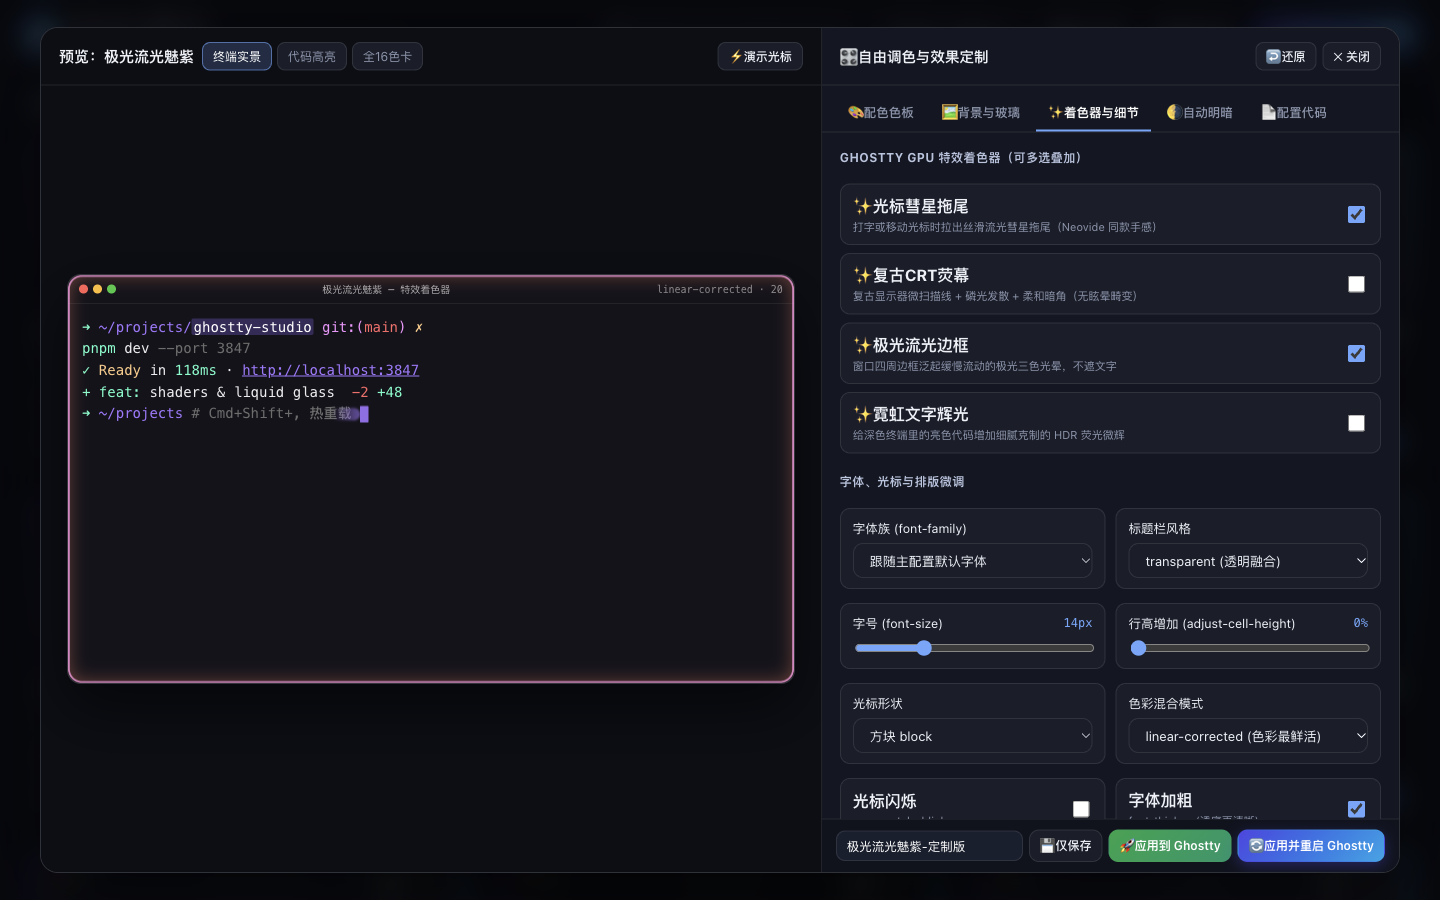 预览：极光流光魅紫 终端实景 代码高亮 全16色卡 ⚡演示光标
极光流光魅紫 — 特效着色器 linear-corrected · 20
➜ ~/projects/ghostty-studio git:(main) ✗
pnpm dev --port 3847
✓ Ready in 118ms · http://localhost:3847
+ feat: shaders & liquid glass −2 +48
➜ ~/projects # Cmd+Shift+, 热重载
🎛️自由调色与效果定制 ↩️还原 ✕ 关闭
🎨配色色板 🖼️背景与玻璃 ✨着色器与细节 🌗自动明暗 📄配置代码
GHOSTTY GPU 特效着色器（可多选叠加）
✨光标彗星拖尾
打字或移动光标时拉出丝滑流光彗星拖尾（Neovide 同款手感）
✨复古CRT荧幕
复古显示器微扫描线 + 磷光发散 + 柔和暗角（无眩晕畸变）
✨极光流光边框
窗口四周边框泛起缓慢流动的极光三色光晕，不遮文字
✨霓虹文字辉光
给深色终端里的亮色代码增加细腻克制的 HDR 荧光微辉
字体、光标与排版微调
字体族 (font-family) 标题栏风格
跟随主配置默认字体 transparent (透明融合)
字号 (font-size) 14px 行高增加 (adjust-cell-height) 0%
光标形状 色彩混合模式
方块 block linear-corrected (色彩最鲜活)
光标闪烁 字体加粗
极光流光魅紫-定制版 💾仅保存 🚀应用到 Ghostty 🔄应用并重启 Ghostty